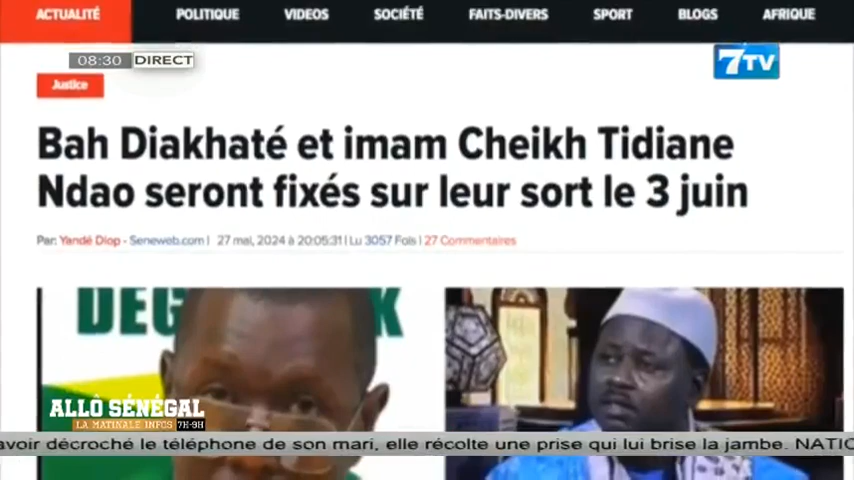 ACTUALITÉ POLITIQUE VIDEOS SOCIÉTÉ FAITS-DIVERS SPORT BLOGS AFRIQUE
08:30 DIRECT
7TV
Justice
Bah Diakhaté et imam Cheikh Tidiane
Ndao seront fixés sur leur sort le 3 juin
Par: Yandé Diop - Seneweb.com | 27 mai, 2024 à 20:05:31 | Lu 3057 Fois | 27 Commentaires
ALLÔ SÉNÉGAL
LA MATINALE INFOS 7H-9H
avoir décroché le téléphone de son mari, elle récolte une prise qui lui brise la jambe. NATIO